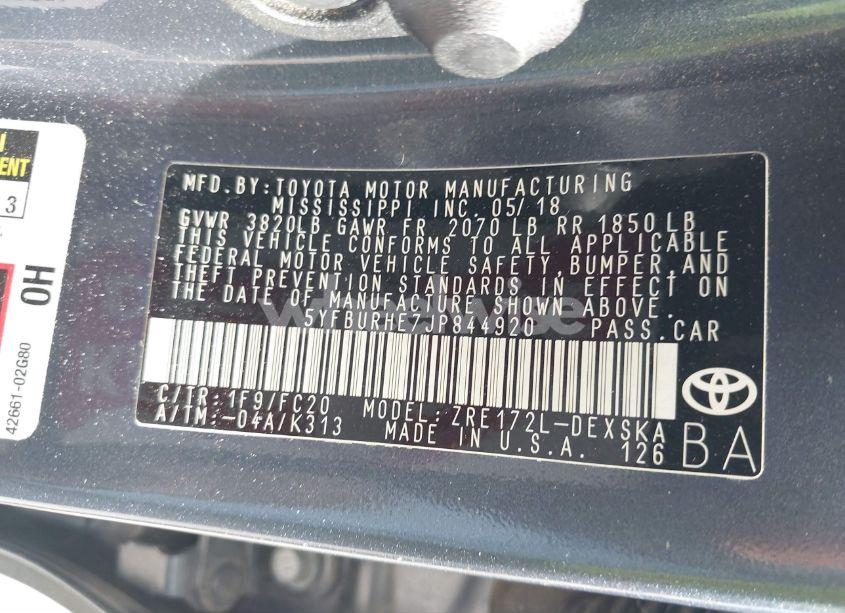 MFD.BY:TOYOTA MOTOR MANUFACTURING
MISSISSIPPI INC. 05/18
GVWR 3820LB GAWR FR 2070 LB RR 1850 LB
THIS VEHICLE CONFORMS TO ALL APPLICABLE
FEDERAL MOTOR VEHICLE SAFETY,BUMPER,AND
THEFT PREVENTION STANDARDS IN EFFECT ON
THE DATE OF MANUFACTURE SHOWN ABOVE.
5YFBURHE7JP844920 PASS.CAR
C/TR: 1F9/FC20 MODEL: ZRE172L-DEXSKA
A/TM:-04A/K313 MADE IN U.S.A. 126
BA
3
OH
42661-02G80